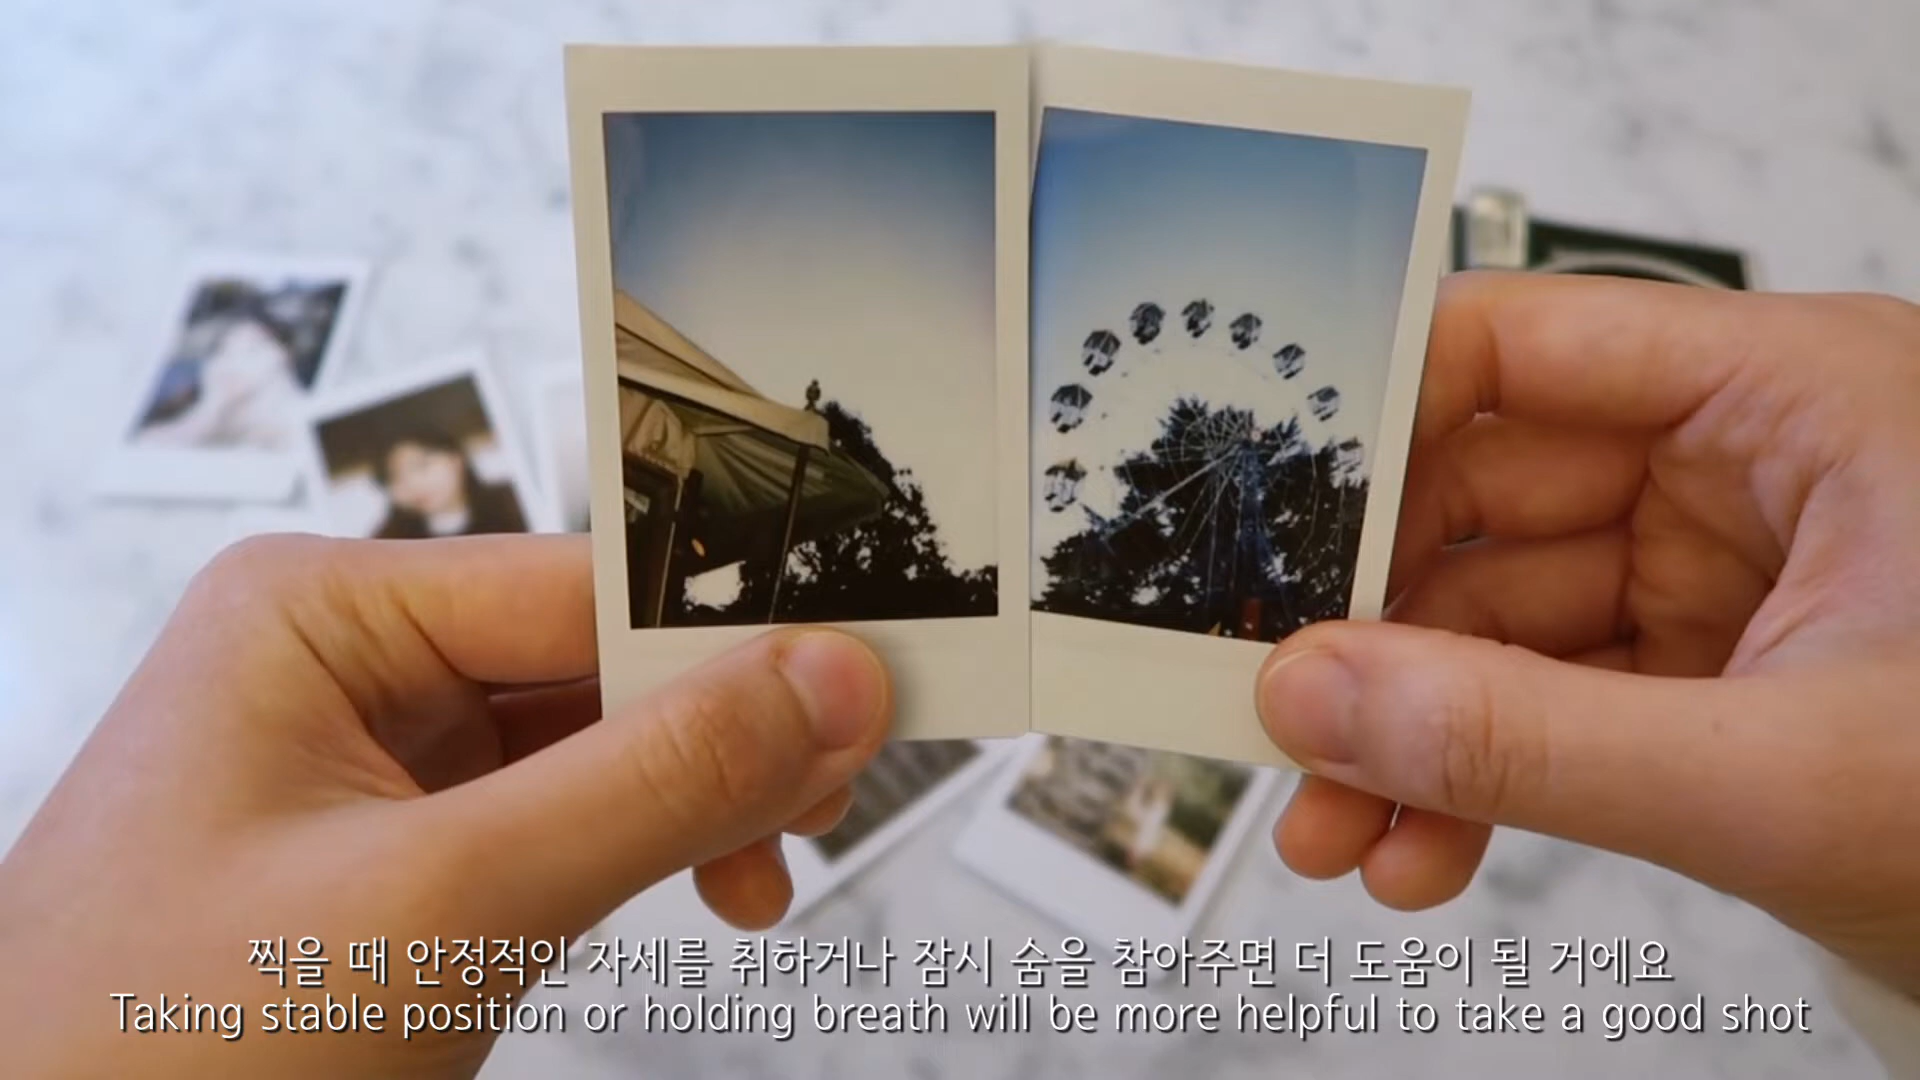 찍을 때 안정적인 자세를 취하거나 잠시 숨을 참아주면 더 도움이 될 거에요
Taking stable position or holding breath will be more helpful to take a good shot